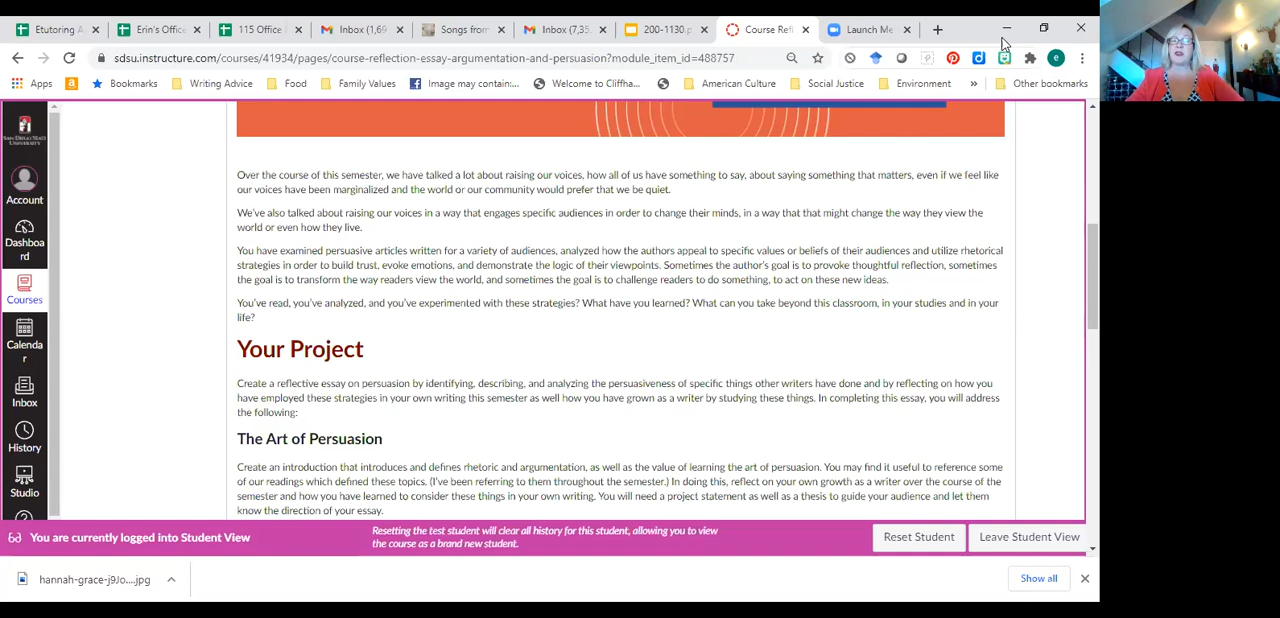 Etutoring A
Erin's Office
115 Office
Inbox (1,69
Songs from
Inbox (7,35
200-1130.p
Course Refl
Launch Me
sdsu.instructure.com/courses/41934/pages/course-reflection-essay-argumentation-and-persuasion?module_item_id=488757
e
Apps
Bookmarks
Writing Advice
Food
Family Values
Image may contain:...
Welcome to Cliffha...
American Culture
Social Justice
Environment
»
Other bookmarks
SAN DIEGO STATE
UNIVERSITY
Account
Dashboa
rd
Courses
Calenda
r
Inbox
History
Studio
Over the course of this semester, we have talked a lot about raising our voices, how all of us have something to say, about saying something that matters, even if we feel like
our voices have been marginalized and the world or our community would prefer that we be quiet.
We've also talked about raising our voices in a way that engages specific audiences in order to change their minds, in a way that that might change the way they view the
world or even how they live.
You have examined persuasive articles written for a variety of audiences, analyzed how the authors appeal to specific values or beliefs of their audiences and utilize rhetorical
strategies in order to build trust, evoke emotions, and demonstrate the logic of their viewpoints. Sometimes the author's goal is to provoke thoughtful reflection, sometimes
the goal is to transform the way readers view the world, and sometimes the goal is to challenge readers to do something, to act on these new ideas.
You've read, you've analyzed, and you've experimented with these strategies? What have you learned? What can you take beyond this classroom, in your studies and in your
life?
Your Project
Create a reflective essay on persuasion by identifying, describing, and analyzing the persuasiveness of specific things other writers have done and by reflecting on how you
have employed these strategies in your own writing this semester as well how you have grown as a writer by studying these things. In completing this essay, you will address
the following:
The Art of Persuasion
Create an introduction that introduces and defines rhetoric and argumentation, as well as the value of learning the art of persuasion. You may find it useful to reference some
of our readings which defined these topics. (I've been referring to them throughout the semester.) In doing this, reflect on your own growth as a writer over the course of the
semester and how you have learned to consider these things in your own writing. You will need a project statement as well as a thesis to guide your audience and let them
know the direction of your essay.
You are currently logged into Student View
Resetting the test student will clear all history for this student, allowing you to view
the course as a brand new student.
Reset Student
Leave Student View
hannah-grace-j9Jo....jpg
Show all